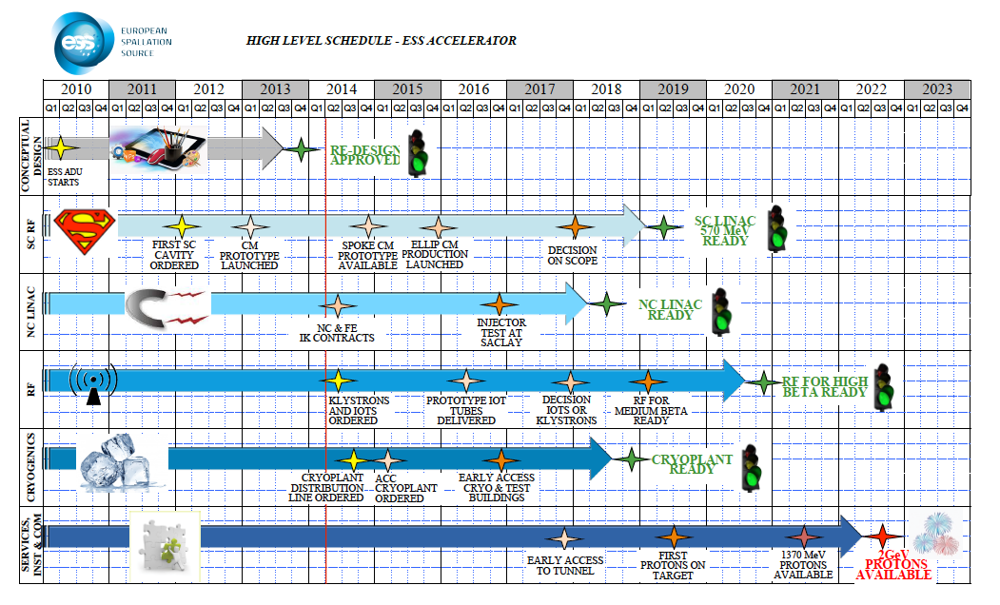 ess
EUROPEAN
SPALLATION
SOURCE
HIGH LEVEL SCHEDULE - ESS ACCELERATOR
2010 2011 2012 2013 2014 2015 2016 2017 2018 2019 2020 2021 2022 2023
Q1 Q2 Q3 Q4 Q1 Q2 Q3 Q4 Q1 Q2 Q3 Q4 Q1 Q2 Q3 Q4 Q1 Q2 Q3 Q4 Q1 Q2 Q3 Q4 Q1 Q2 Q3 Q4 Q1 Q2 Q3 Q4 Q1 Q2 Q3 Q4 Q1 Q2 Q3 Q4 Q1 Q2 Q3 Q4 Q1 Q2 Q3 Q4 Q1 Q2 Q3 Q4 Q1 Q2 Q3 Q4
CONCEPTUAL
DESIGN
ESS ADU
STARTS
RE-DESIGN
APPROVED
SC RF
S
FIRST SC
CAVITY
ORDERED
CM
PROTOTYPE
LAUNCHED
SPOKE CM
PROTOTYPE
AVAILABLE
ELLIP CM
PRODUCTION
LAUNCHED
DECISION
ON SCOPE
SC LINAC
570 MeV
READY
NC LINAC
NC & FE
IK CONTRACTS
INJECTOR
TEST AT
SACLAY
NC LINAC
READY
RF
KLYSTRONS
AND IOTS
ORDERED
PROTOTYPE IOT
TUBES
DELIVERED
DECISION
IOTS OR
KLYSTRONS
RF FOR
MEDIUM BETA
READY
RF FOR HIGH
BETA READY
CRYOGENICS
CRYOPLANT
DISTRIBUTION
LINE ORDERED
ACC
CRYOPLANT
ORDERED
EARLY ACCESS
CRYO & TEST
BUILDINGS
CRYOPLANT
READY
SERVICES,
INST & COM
EARLY ACCESS
TO TUNNEL
FIRST
PROTONS ON
TARGET
1370 MeV
PROTONS
AVAILABLE
2GeV
PROTONS
AVAILABLE